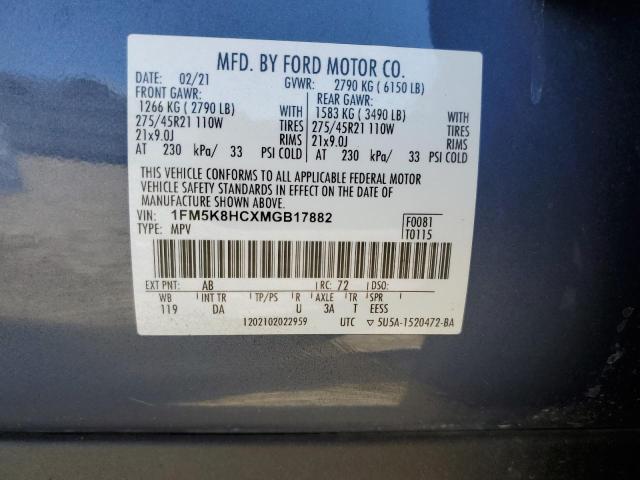 MFD. BY FORD MOTOR CO.
DATE: 02/21 GVWR: 2790 KG ( 6150 LB)
FRONT GAWR: REAR GAWR:
1266 KG ( 2790 LB) WITH 1583 KG ( 3490 LB) WITH
275/45R21 110W TIRES 275/45R21 110W TIRES
21x9.0J RIMS 21x9.0J RIMS
AT 230 kPa/ 33 PSI COLD AT 230 kPa/ 33 PSI COLD
THIS VEHICLE CONFORMS TO ALL APPLICABLE FEDERAL MOTOR
VEHICLE SAFETY STANDARDS IN EFFECT ON THE DATE OF
MANUFACTURE SHOWN ABOVE.
VIN: 1FM5K8HCXMGB17882 F0081
TYPE: MPV T0115
EXT PNT: AB RC: 72 DSO:
WB INT TR TP/PS R AXLE TR SPR
119 DA U 3A T EESS
1202102022959 UTC ▽ 5U5A-1520472-BA